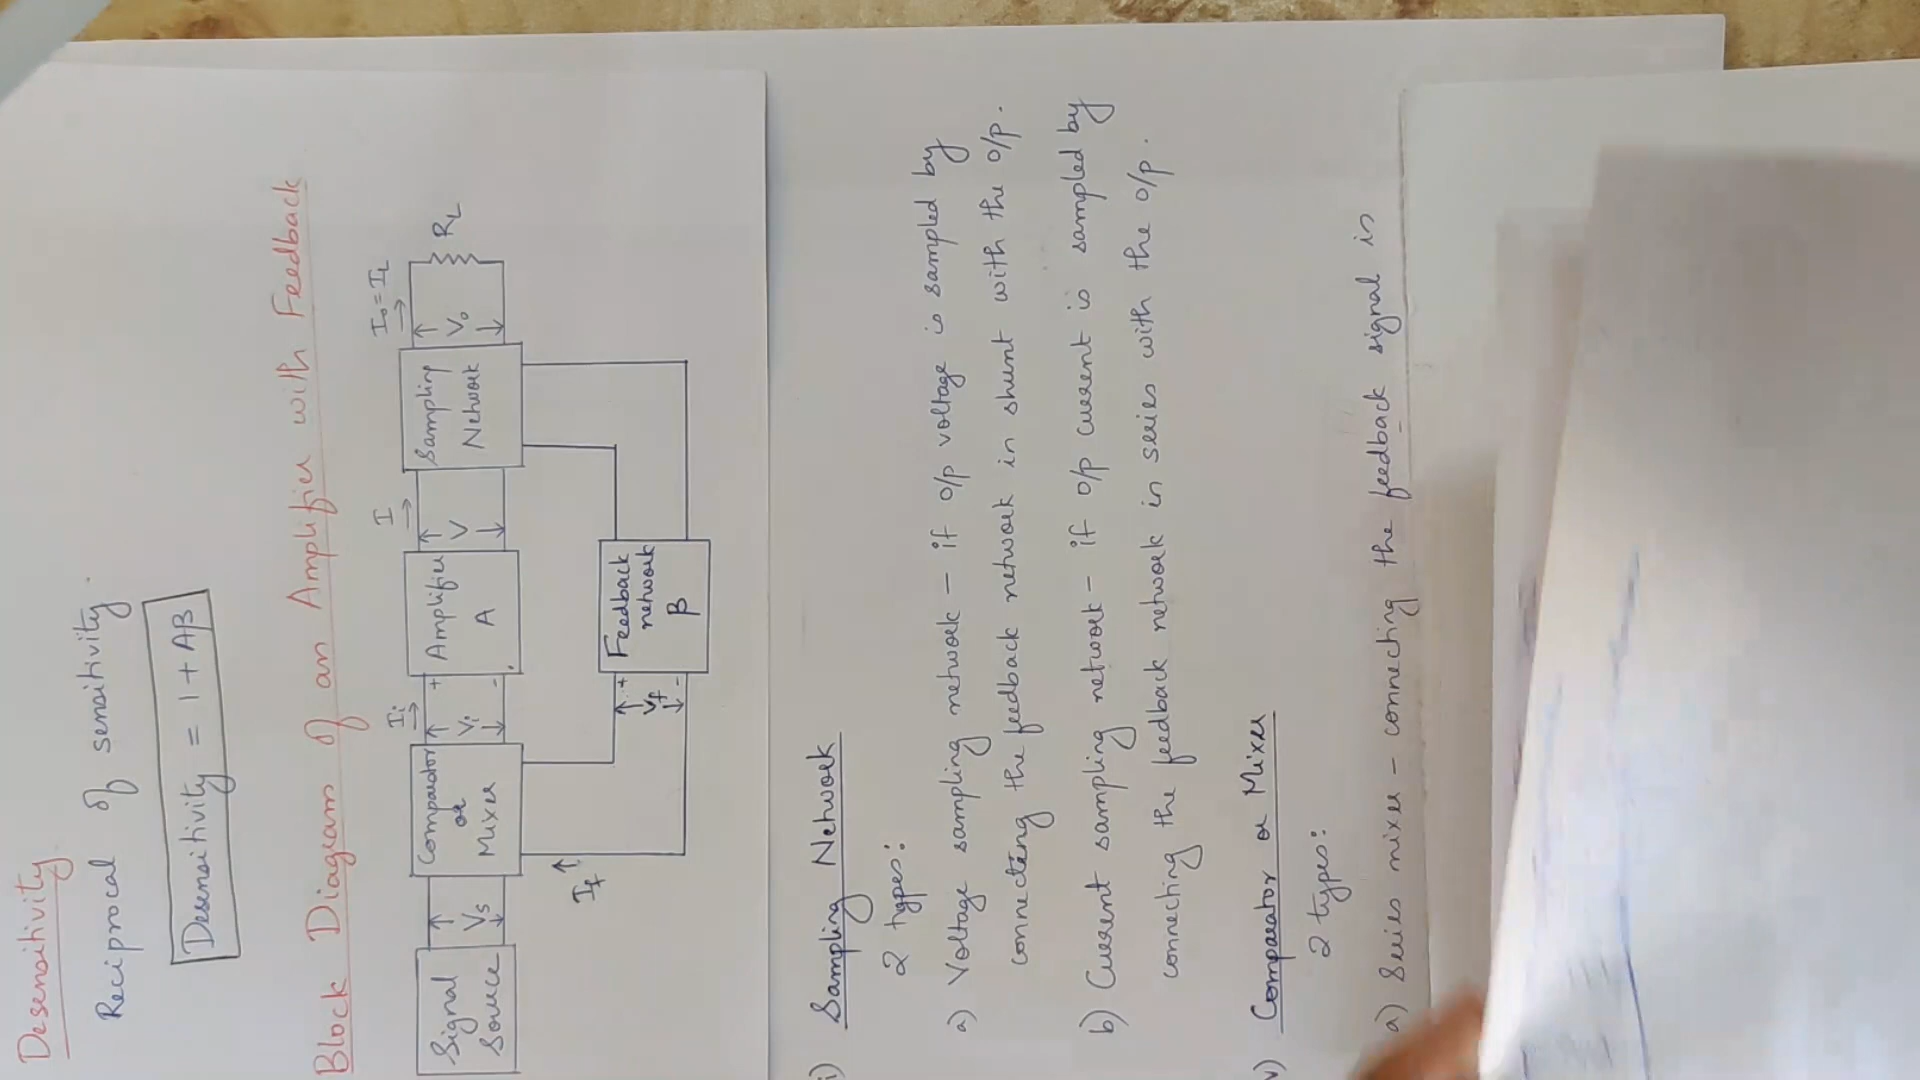 Desensitivity
Reciprocal of sensitivity.
Desensitivity = 1 + Aβ
Block Diagram of an Amplifier with Feedback
Signal Source
Vs
Comparator or Mixer
Ii
+
Vi
-
Amplifier A
I
V
Sampling Network
Io = IL
Vo
RL
If
+
Vf
-
Feedback network β
i) Sampling Network
2 types:
a) Voltage sampling network - if o/p voltage is sampled by
connecting the feedback network in shunt with the o/p.
b) Current sampling network - if o/p current is sampled by
connecting the feedback network in series with the o/p.
v) Comparator or Mixer
2 types:
a) Series mixer - connecting the feedback signal in